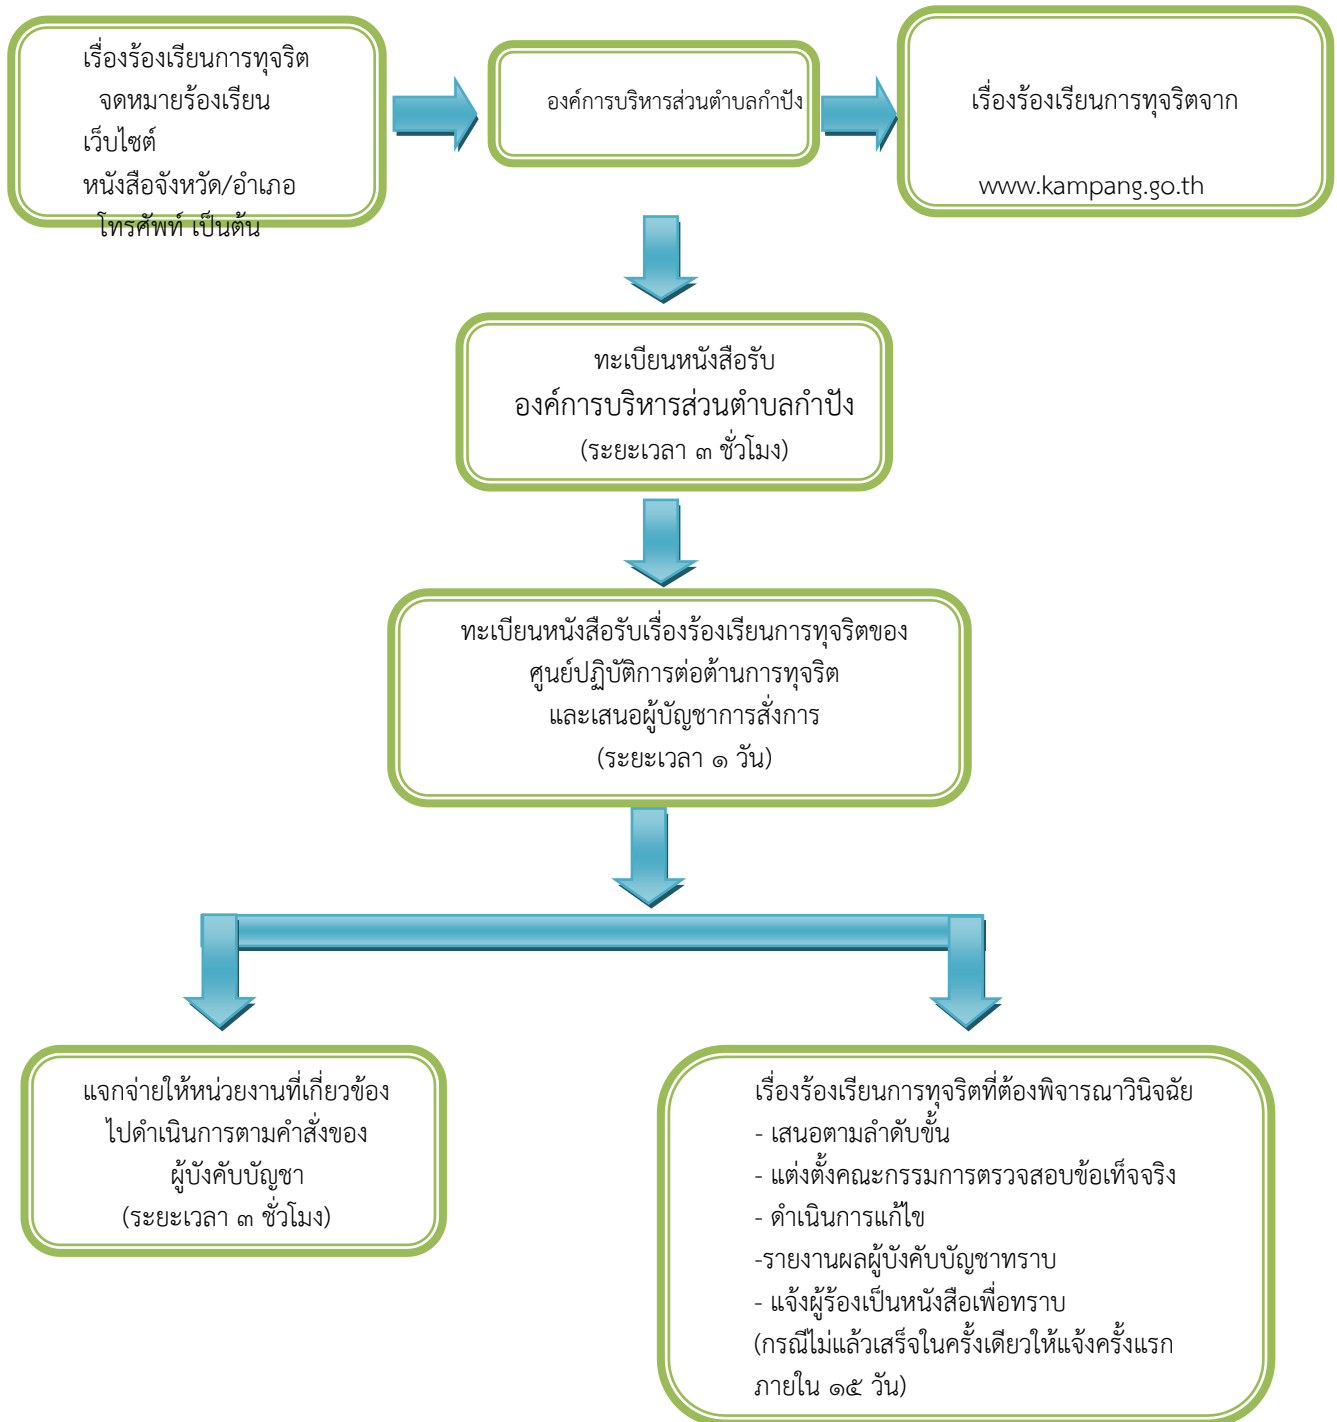 เรื่องร้องเรียนการทุจริต
จดหมายร้องเรียน
เว็บไซต์
หนังสือจังหวัด/อำเภอ
โทรศัพท์ เป็นต้น
องค์การบริหารส่วนตำบลกำปัง
เรื่องร้องเรียนการทุจริตจาก
www.kampang.go.th
ทะเบียนหนังสือรับ
องค์การบริหารส่วนตำบลกำปัง
(ระยะเวลา ๓ ชั่วโมง)
ทะเบียนหนังสือรับเรื่องร้องเรียนการทุจริตของ
ศูนย์ปฏิบัติการต่อต้านการทุจริต
และเสนอผู้บัญชาการสั่งการ
(ระยะเวลา ๑ วัน)
แจกจ่ายให้หน่วยงานที่เกี่ยวข้อง
ไปดำเนินการตามคำสั่งของ
ผู้บังคับบัญชา
(ระยะเวลา ๓ ชั่วโมง)
เรื่องร้องเรียนการทุจริตที่ต้องพิจารณาวินิจฉัย
- เสนอตามลำดับขั้น
- แต่งตั้งคณะกรรมการตรวจสอบข้อเท็จจริง
- ดำเนินการแก้ไข
-รายงานผลผู้บังคับบัญชาทราบ
- แจ้งผู้ร้องเป็นหนังสือเพื่อทราบ
(กรณีไม่แล้วเสร็จในครั้งเดียวให้แจ้งครั้งแรก
ภายใน ๑๕ วัน)